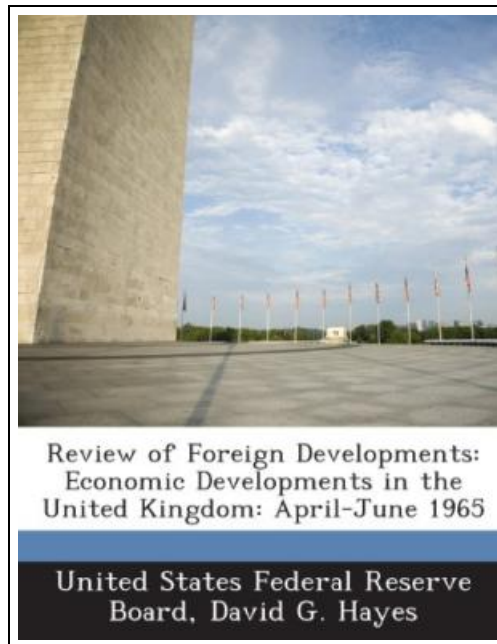 Review of Foreign Developments:
Economic Developments in the
United Kingdom: April-June 1965
United States Federal Reserve
Board, David G. Hayes